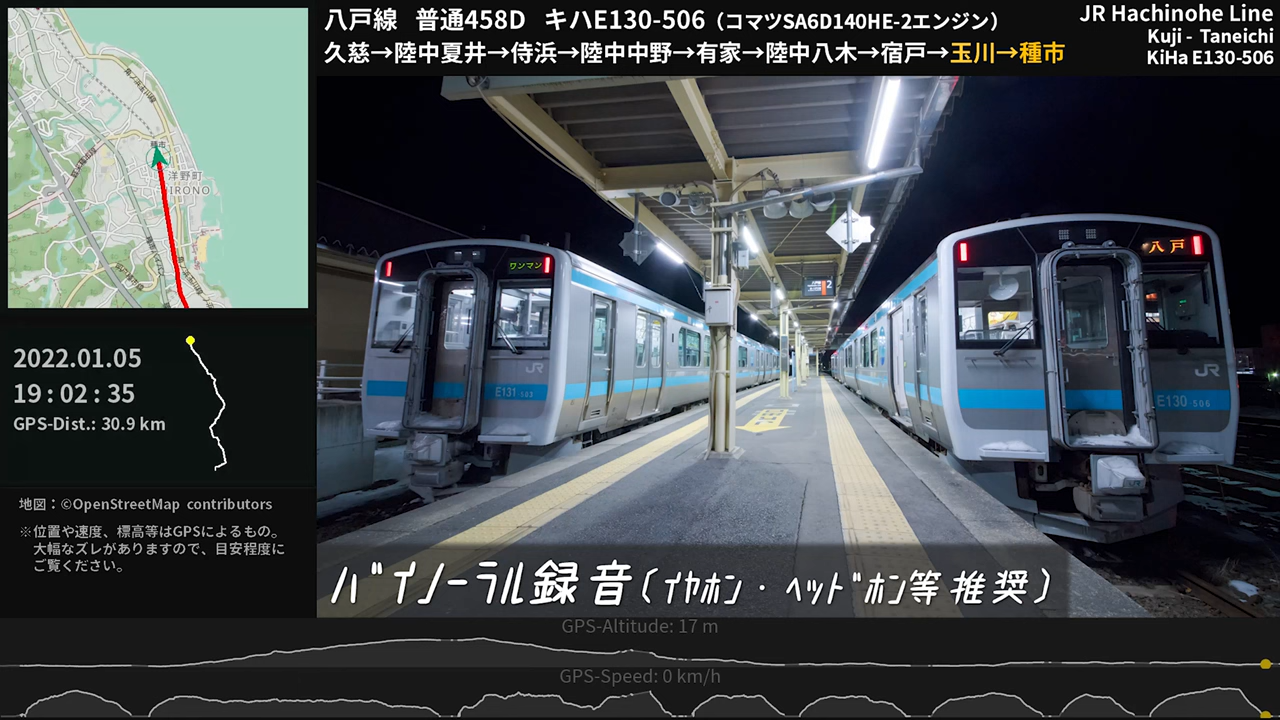 八戸線 普通458D キハE130-506（コマツSA6D140HE-2エンジン）
久慈→陸中夏井→侍浜→陸中中野→有家→陸中八木→宿戸→玉川→種市
JR Hachinohe Line
Kuji - Taneichi
KiHa E130-506
種市
洋野町
HIRONO
2022.01.05
19:02:35
GPS-Dist.: 30.9 km
地図：©OpenStreetMap contributors
※位置や速度、標高等はGPSによるもの。
大幅なズレがありますので、目安程度に
ご覧ください。
ワンマン
JR
E131 503
2
八戸
JR
E130 506
バイノーラル録音（イヤホン・ヘッドホン等推奨）
GPS-Altitude: 17 m
GPS-Speed: 0 km/h